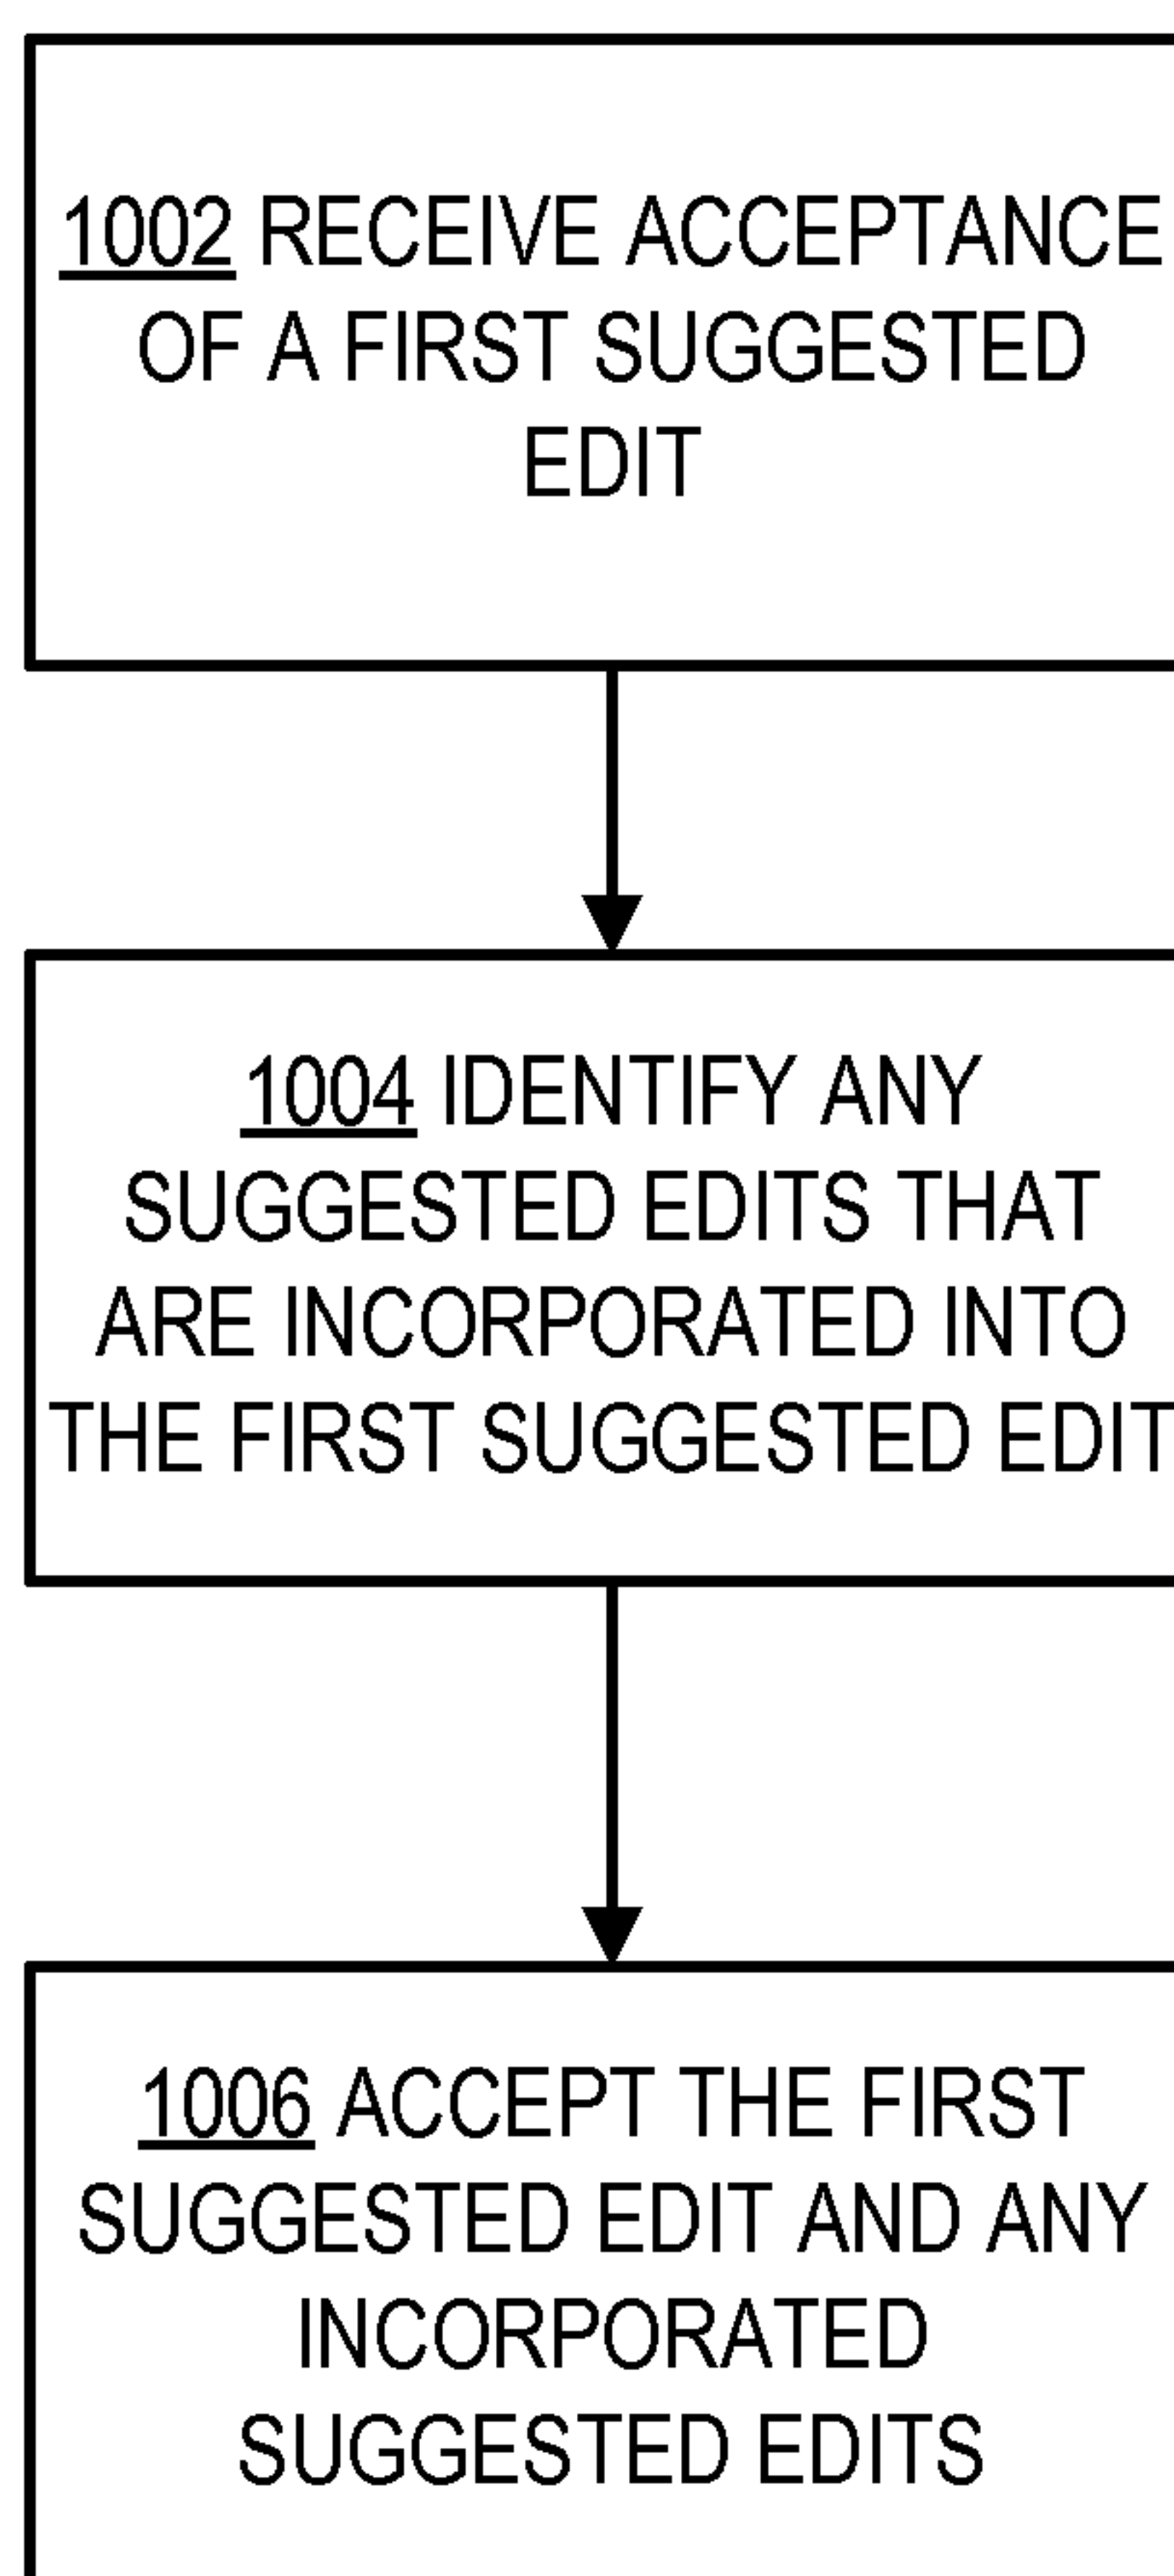 1002 RECEIVE ACCEPTANCE
OF A FIRST SUGGESTED
EDIT
1004 IDENTIFY ANY
SUGGESTED EDITS THAT
ARE INCORPORATED INTO
THE FIRST SUGGESTED EDIT
1006 ACCEPT THE FIRST
SUGGESTED EDIT AND ANY
INCORPORATED
SUGGESTED EDITS